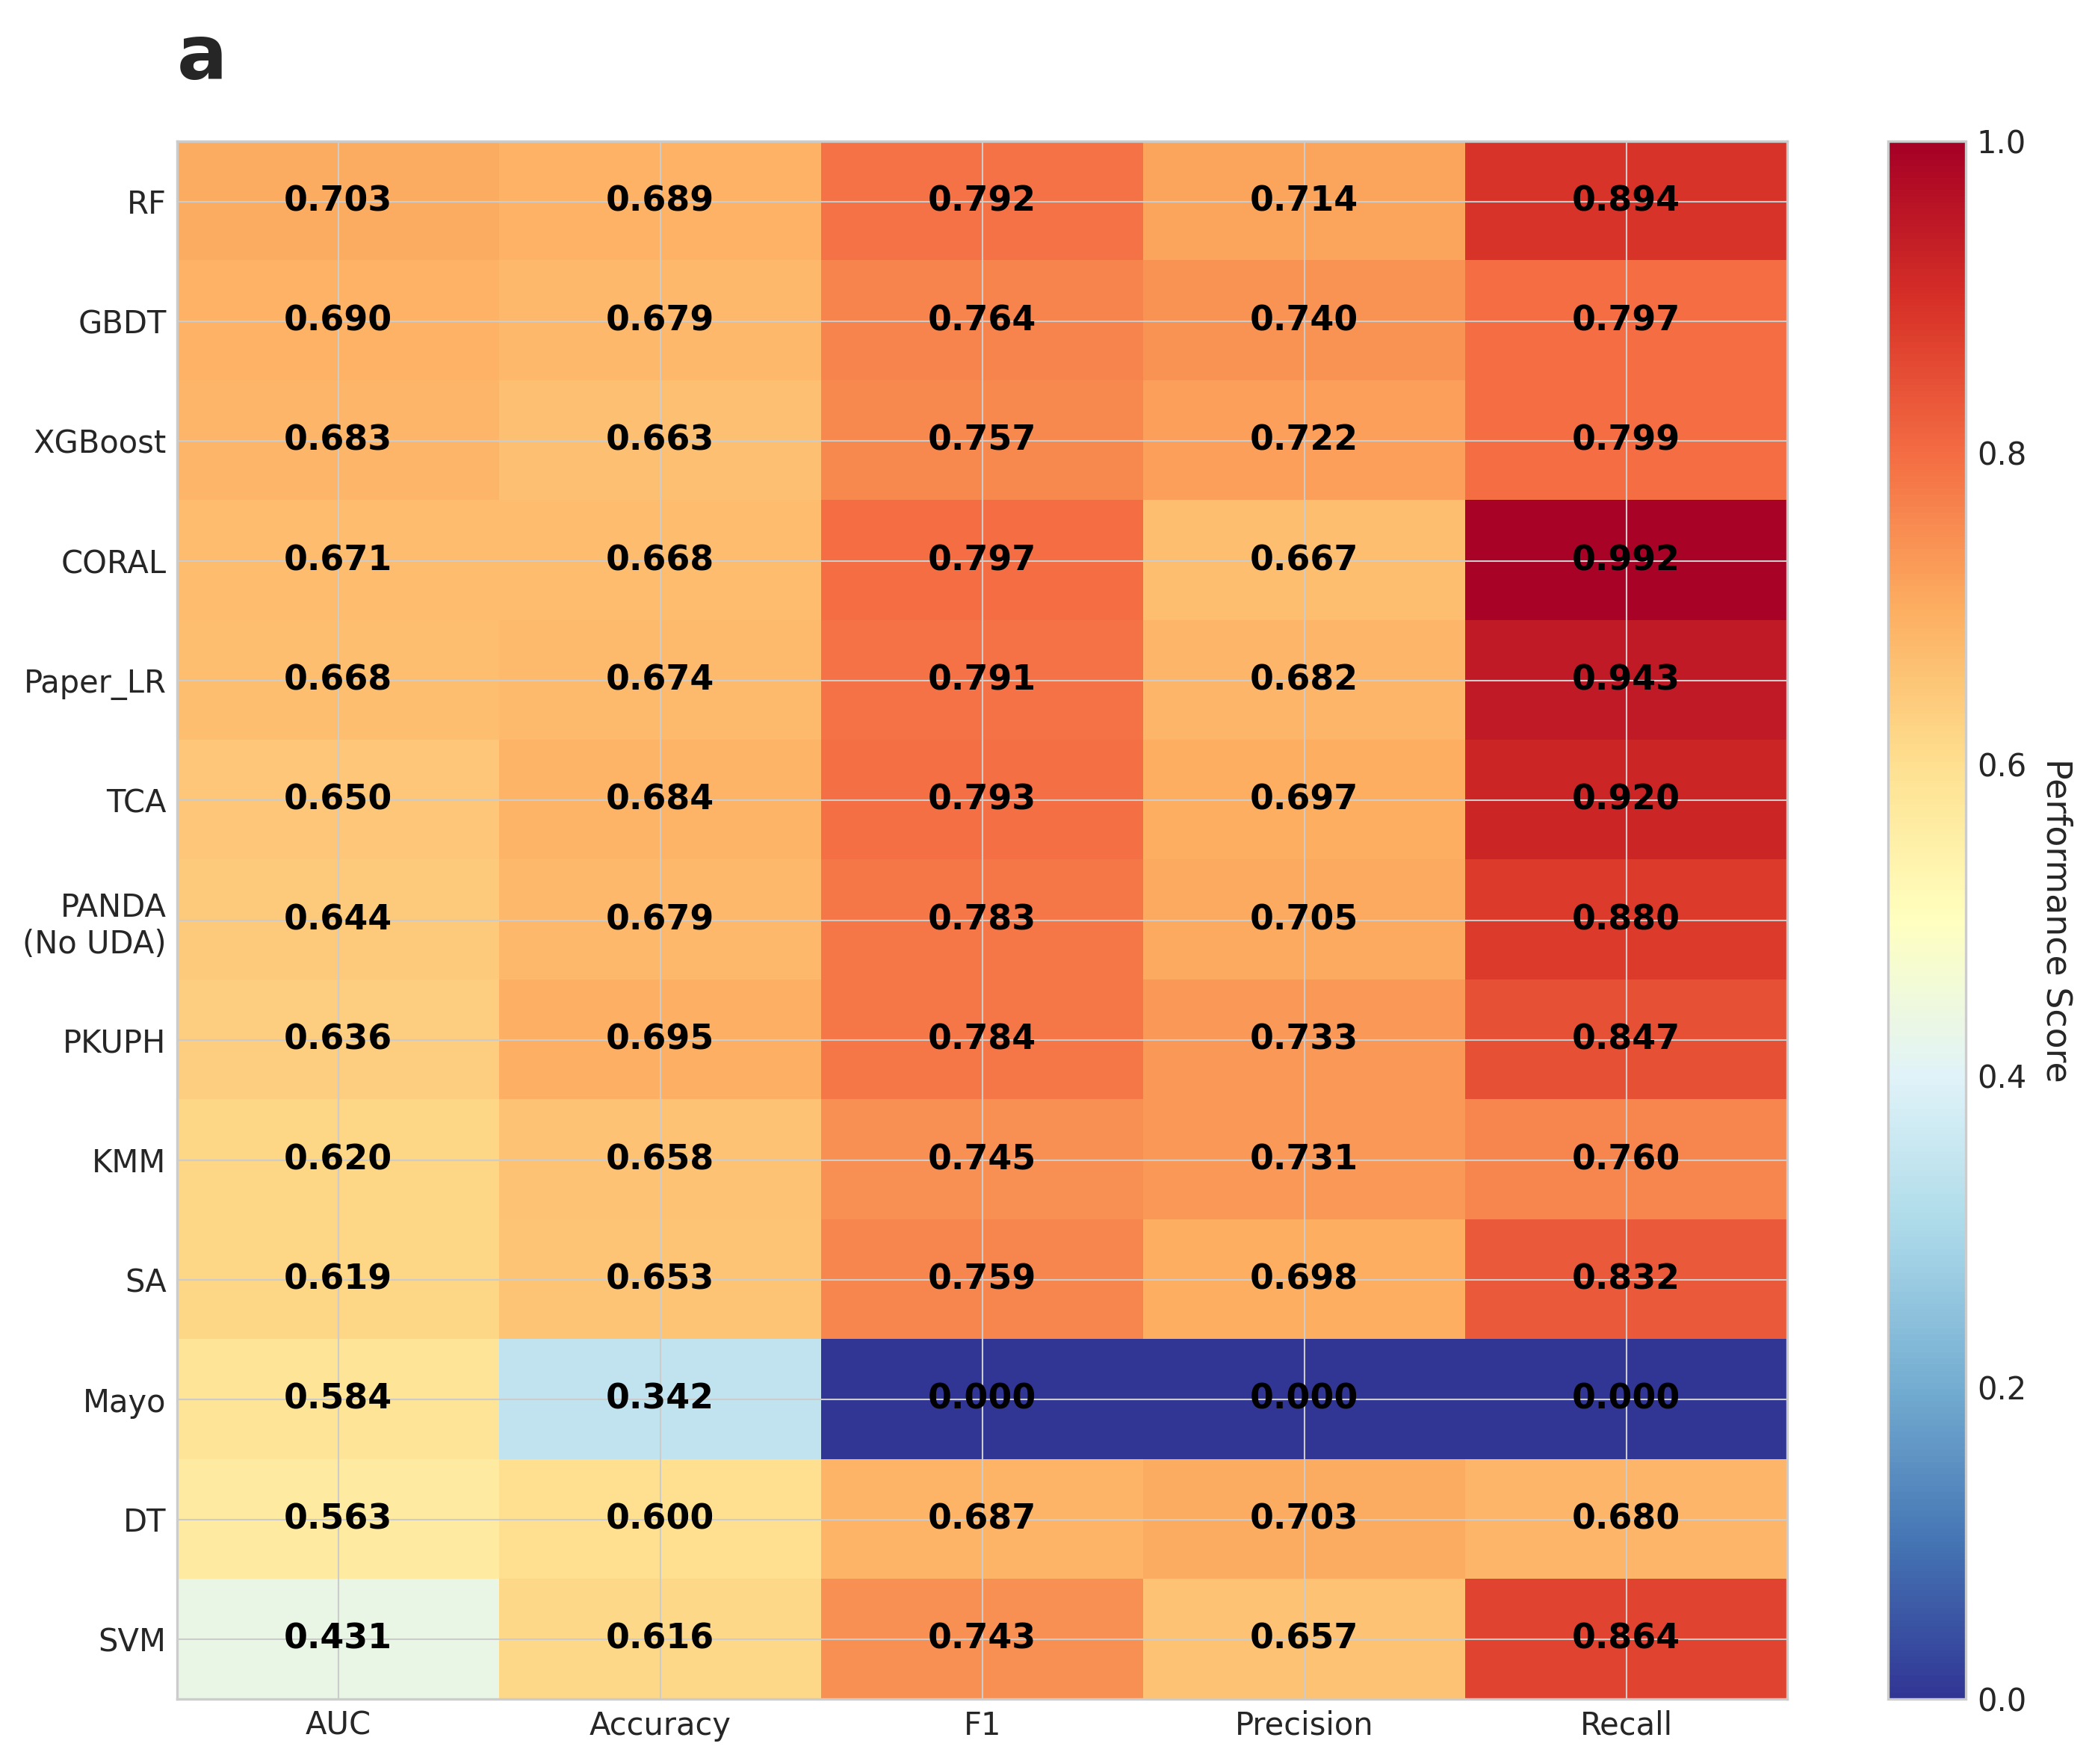 a
RF 0.703 0.689 0.792 0.714 0.894
GBDT 0.690 0.679 0.764 0.740 0.797
XGBoost 0.683 0.663 0.757 0.722 0.799
CORAL 0.671 0.668 0.797 0.667 0.992
Paper_LR 0.668 0.674 0.791 0.682 0.943
TCA 0.650 0.684 0.793 0.697 0.920
PANDA
(No UDA) 0.644 0.679 0.783 0.705 0.880
PKUPH 0.636 0.695 0.784 0.733 0.847
KMM 0.620 0.658 0.745 0.731 0.760
SA 0.619 0.653 0.759 0.698 0.832
Mayo 0.584 0.342 0.000 0.000 0.000
DT 0.563 0.600 0.687 0.703 0.680
SVM 0.431 0.616 0.743 0.657 0.864
AUC Accuracy F1 Precision Recall
1.0
0.8
0.6
0.4
0.2
0.0
Performance Score